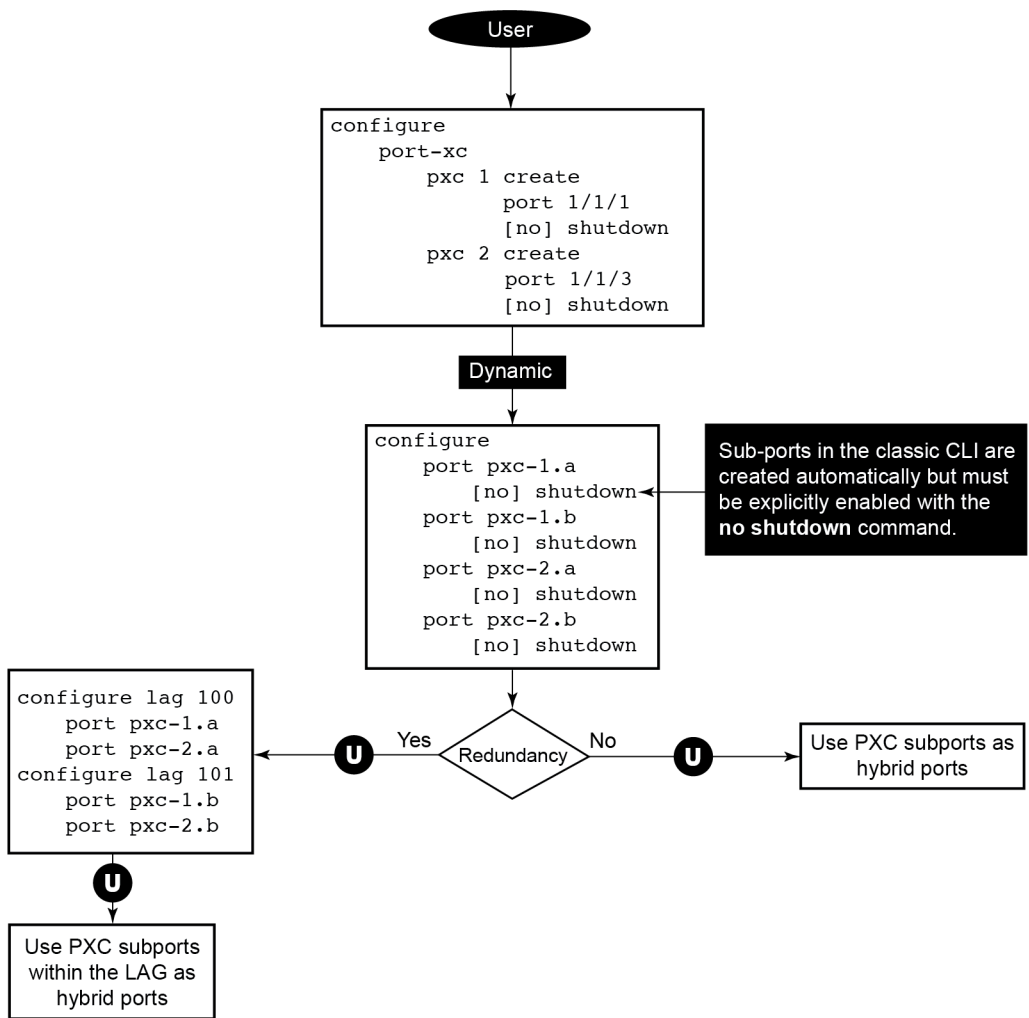 User
configure
port-xc
pxc 1 create
port 1/1/1
[no] shutdown
pxc 2 create
port 1/1/3
[no] shutdown
Dynamic
configure
port pxc-1.a
[no] shutdown
port pxc-1.b
[no] shutdown
port pxc-2.a
[no] shutdown
port pxc-2.b
[no] shutdown
Sub-ports in the classic CLI are
created automatically but must
be explicitly enabled with the
no shutdown command.
Redundancy
Yes
U
No
U
configure lag 100
port pxc-1.a
port pxc-2.a
configure lag 101
port pxc-1.b
port pxc-2.b
Use PXC subports as
hybrid ports
U
Use PXC subports
within the LAG as
hybrid ports